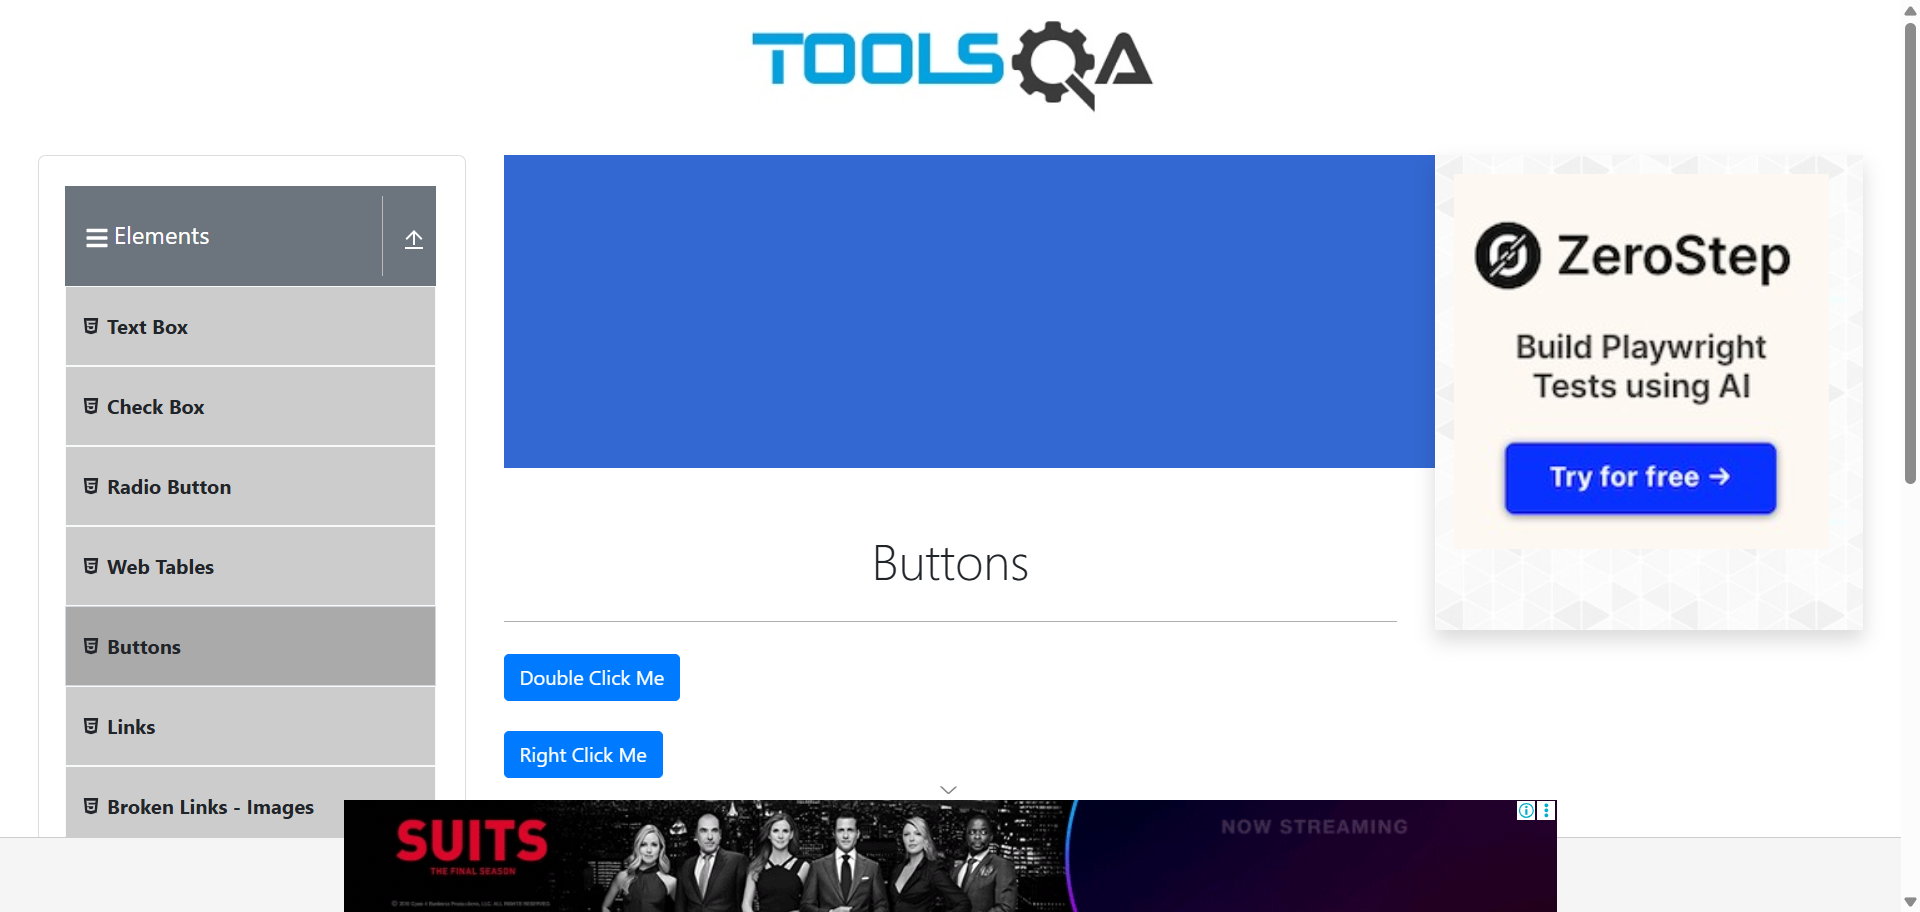 TOOLSQA
Elements
Text Box
Check Box
Radio Button
Web Tables
Buttons
Links
Broken Links - Images
Buttons
Double Click Me
Right Click Me
ZeroStep
Build Playwright
Tests using AI
Try for free →
SUITS
THE FINAL SEASON
NOW STREAMING